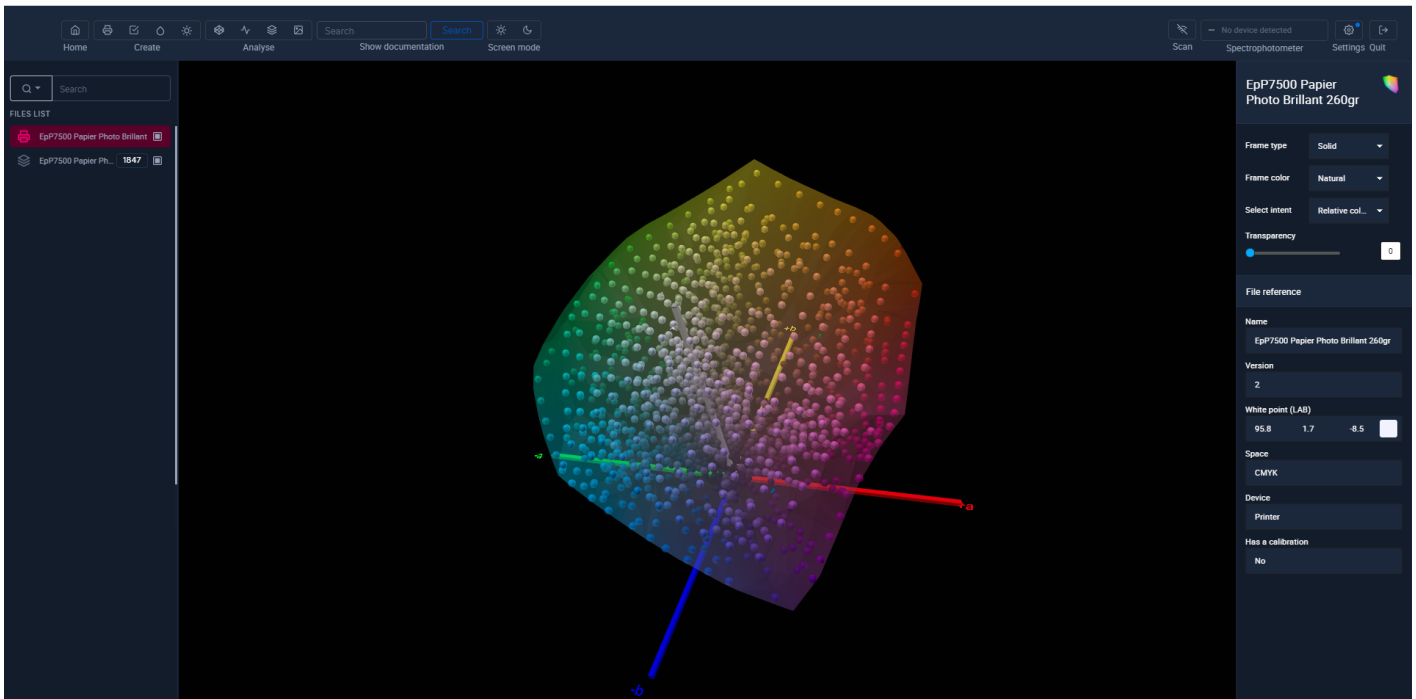 Search
Search
No device detected
Home
Create
Analyse
Show documentation
Screen mode
Scan
Spectrophotometer
Settings
Quit
Search
FILES LIST
EpP7500 Papier Photo Brillant
EpP7500 Papier Ph...
1847
+b
-a
+a
-b
EpP7500 Papier
Photo Brillant 260gr
Frame type
Solid
Frame color
Natural
Select intent
Relative col...
Transparency
0
File reference
Name
EpP7500 Papier Photo Brillant 260gr
Version
2
White point (LAB)
95.8 1.7 -8.5
Space
CMYK
Device
Printer
Has a calibration
No